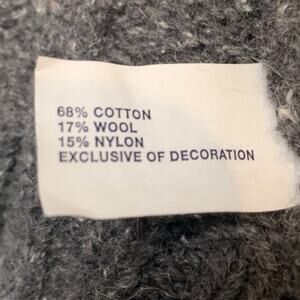 68% COTTON
17% WOOL
15% NYLON
EXCLUSIVE OF DECORATION